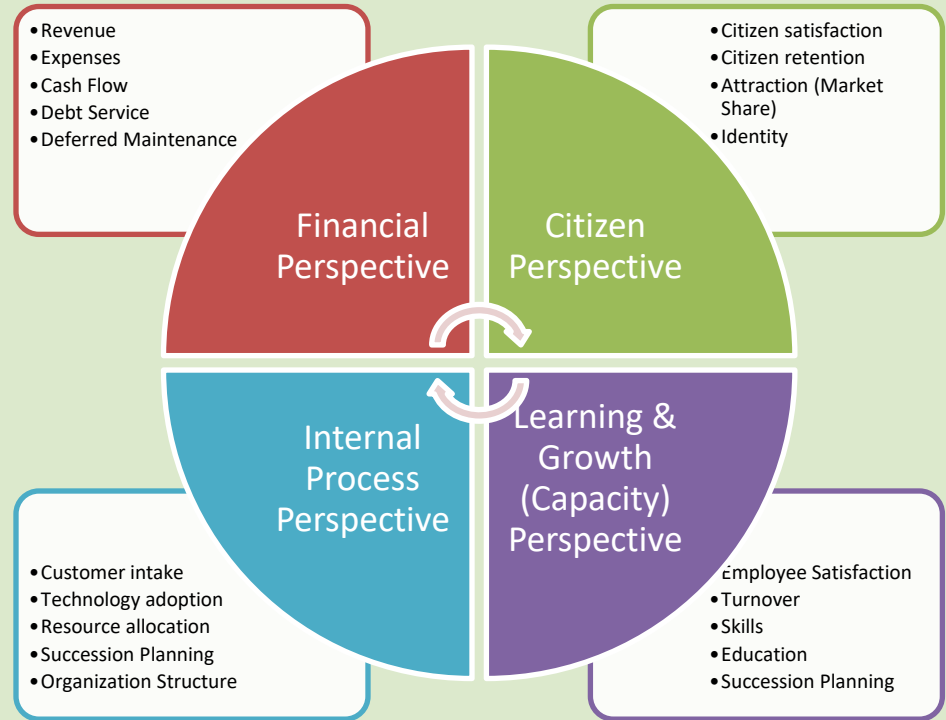 •Revenue
•Expenses
•Cash Flow
•Debt Service
•Deferred Maintenance
•Citizen satisfaction
•Citizen retention
•Attraction (Market
Share)
•Identity
Financial
Perspective
Citizen
Perspective
Internal
Process
Perspective
Learning &
Growth
(Capacity)
Perspective
•Customer intake
•Technology adoption
•Resource allocation
•Succession Planning
•Organization Structure
Employee Satisfaction
•Turnover
•Skills
•Education
•Succession Planning